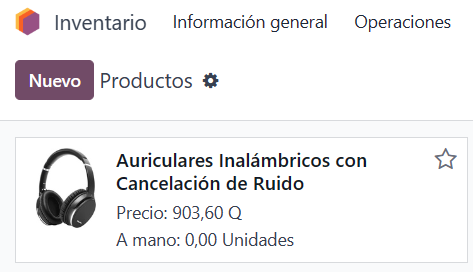 Inventario Información general Operaciones
Nuevo Productos
Auriculares Inalámbricos con
Cancelación de Ruido
Precio: 903,60 Q
A mano: 0,00 Unidades